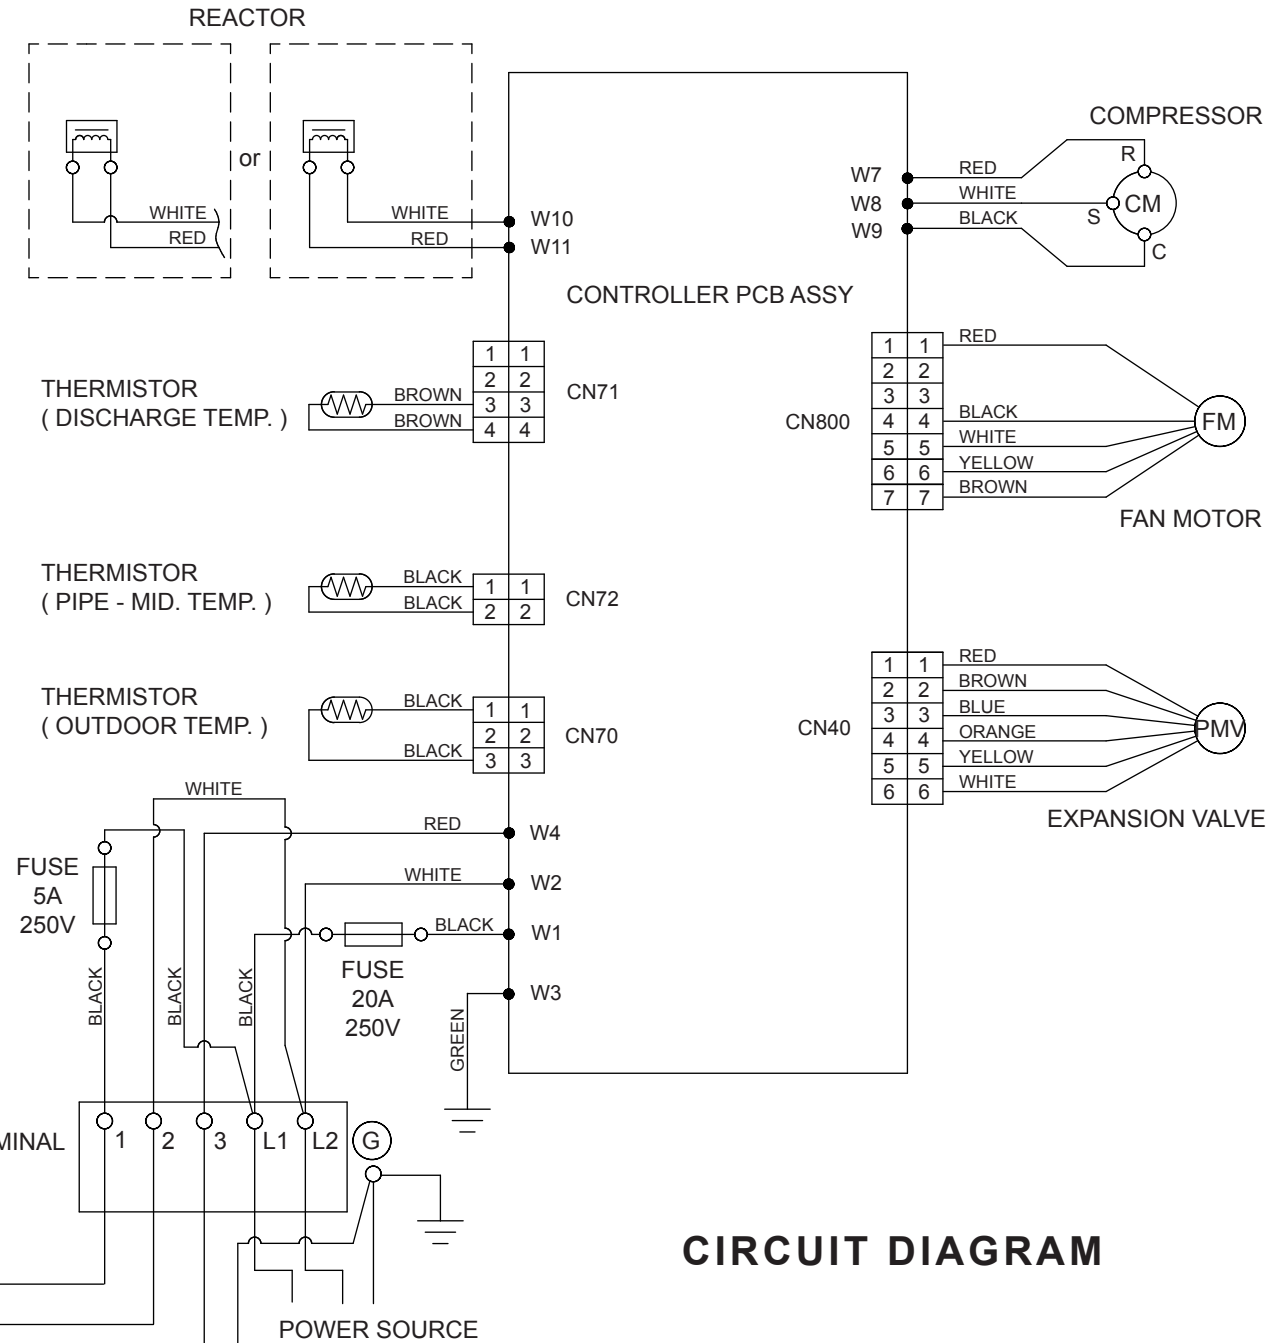 REACTOR
or
WHITE
RED
WHITE
RED
W10
W11
COMPRESSOR
W7
W8
W9
RED
WHITE
BLACK
R
S
C
CM
CONTROLLER PCB ASSY
THERMISTOR
( DISCHARGE TEMP. )
BROWN
BROWN
1 1
2 2
3 3
4 4
CN71
CN800
1 1
2 2
3 3
4 4
5 5
6 6
7 7
RED
BLACK
WHITE
YELLOW
BROWN
FM
FAN MOTOR
THERMISTOR
( PIPE - MID. TEMP. )
BLACK
BLACK
1 1
2 2
CN72
THERMISTOR
( OUTDOOR TEMP. )
BLACK
BLACK
1 1
2 2
3 3
CN70
CN40
1 1
2 2
3 3
4 4
5 5
6 6
RED
BROWN
BLUE
ORANGE
YELLOW
WHITE
PMV
EXPANSION VALVE
WHITE
RED
W4
WHITE
W2
BLACK
W1
W3
FUSE
5A
250V
FUSE
20A
250V
BLACK
BLACK
BLACK
GREEN
MINAL
1
2
3
L1
L2
G
CIRCUIT DIAGRAM
POWER SOURCE